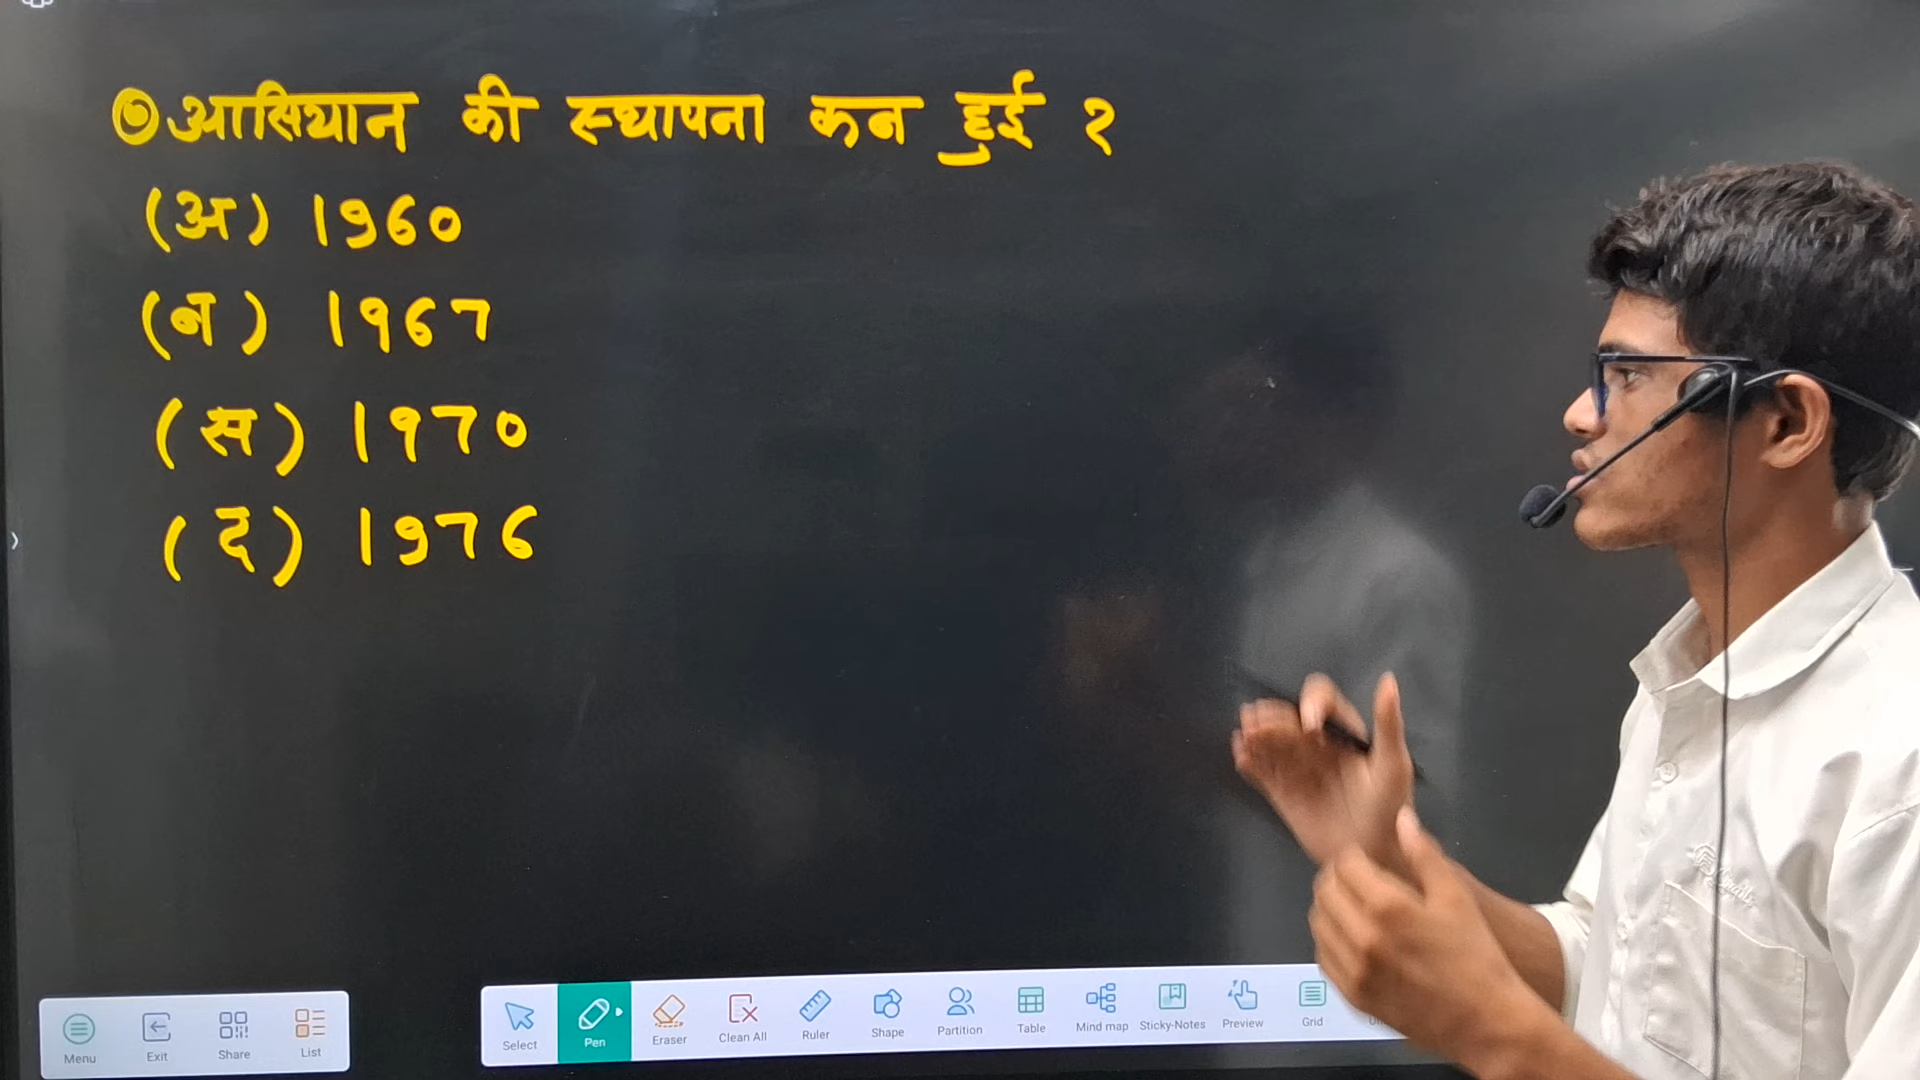 आसियान की स्थापना कब हुई ?
(अ) 1960
(ब) 1967
(स) 1970
(द) 1976
Menu Exit Share List
Select Pen Eraser Clean All Ruler Shape Partition Table Mind map Sticky-Notes Preview Grid